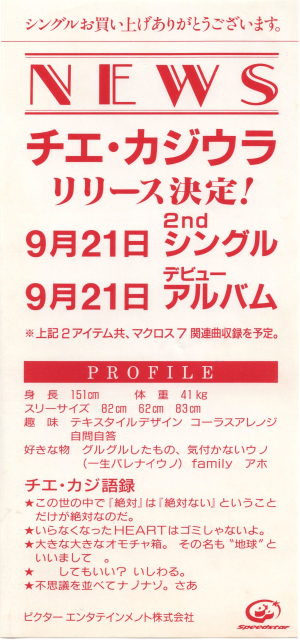 シングルお買い上げありがとうございます。
NEWS
チエ・カジウラ
リリース決定!
9月21日 2nd シングル
9月21日 デビュー アルバム
※上記2アイテム共、マクロス7関連曲収録を予定。
PROFILE
身 長 151cm 体 重 41kg
スリーサイズ 82cm 62cm 83cm
趣 味 テキスタイルデザイン コーラスアレンジ
自問自答
好きな物 グルグルしたもの、気付かないウソ
(一生バレナイウソ) family アホ
チエ・カジ語録
★この世の中で『絶対』は『絶対ない』ということ
だけが絶対なのだ。
★いらなくなったHEARTはゴミじゃないよ。
★大きな大きなオモチャ箱。 その名も“地球”と
いいまして 。
★ してもいい? いじわる。
★不思議を並べてナノナゾ。さあ
ビクター エンタテインメント株式会社
Speedstar